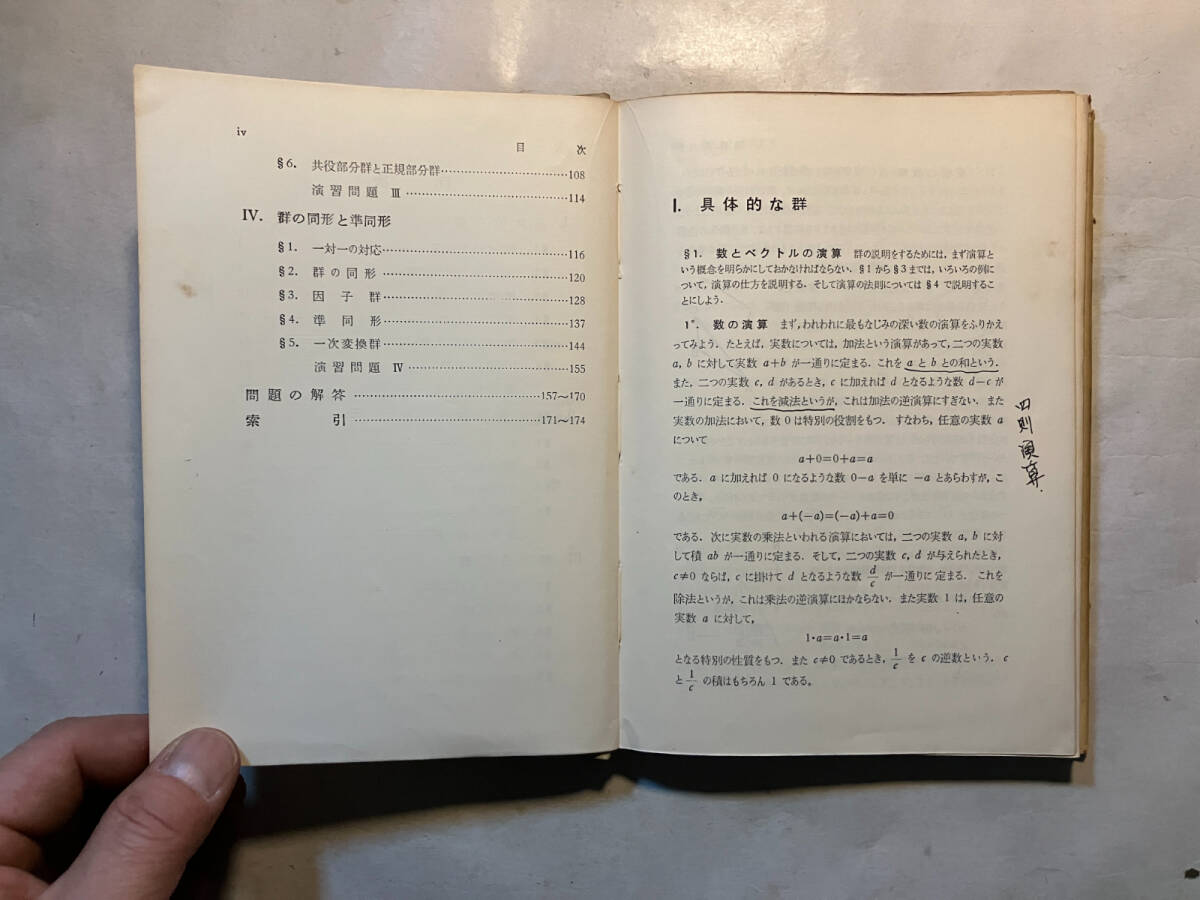 iv
目 次
§6. 共役部分群と正規部分群……………………………108
演習問題 Ⅲ……………………………………114
Ⅳ. 群の同形と準同形
§1. 一対一の対応…………………………………………116
§2. 群の同形……………………………………………120
§3. 因子群………………………………………………128
§4. 準同形………………………………………………137
§5. 一次変換群…………………………………………144
演習問題 Ⅳ……………………………………155
問題の解答……………………………………………157〜170
索 引……………………………………………171〜174
I. 具体的な群
§1. 数とベクトルの演算 群の説明をするためには,まず演算と
いう概念を明らかにしておかなければならない.§1から§3までは,いろいろの例に
ついて,演算の仕方を説明する.そして演算の法則については§4で説明するこ
とにしよう.
1°. 数の演算 まず,われわれに最もなじみの深い数の演算をふりかえ
ってみよう.たとえば,実数については,加法という演算があって,二つの実数
a, b に対して実数 a+b が一通りに定まる.これを a と b との和という.
また,二つの実数 c, d があるとき,c に加えれば d となるような数 d−c が
一通りに定まる.これを減法というが,これは加法の逆演算にすぎない.また
実数の加法において,数0は特別の役割をもつ.すなわち,任意の実数 a
について
a+0=0+a=a
である.a に加えれば 0 になるような数 0−a を単に −a とあらわすが,こ
のとき,
a+(−a)=(−a)+a=0
である.次に実数の乗法といわれる演算においては,二つの実数 a, b に対
して積 ab が一通りに定まる.そして,二つの実数 c, d が与えられたとき,
c≠0 ならば,c に掛けて d となるような数 d/c が一通りに定まる.これを
除法というが,これは乗法の逆演算にほかならない.また実数 1 は,任意の
実数 a に対して,
1・a=a・1=a
となる特別の性質をもつ.また c≠0 であるとき,1/c を c の逆数という.c
と 1/c の積はもちろん 1 である。
四則演算.